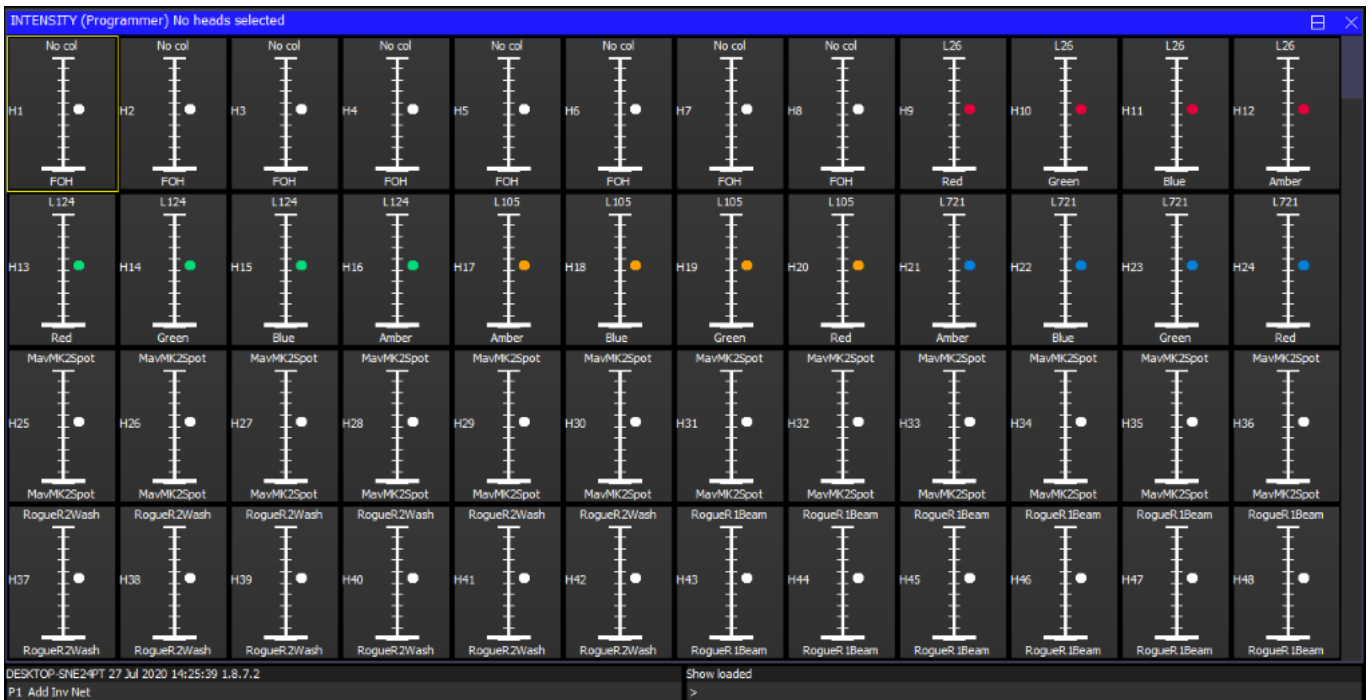 INTENSITY (Programmer) No heads selected
No col No col No col No col No col No col No col No col L26 L26 L26 L26
H1 H2 H3 H4 H5 H6 H7 H8 H9 H10 H11 H12
FOH FOH FOH FOH FOH FOH FOH FOH Red Green Blue Amber
L124 L124 L124 L124 L105 L105 L105 L105 L721 L721 L721 L721
H13 H14 H15 H16 H17 H18 H19 H20 H21 H22 H23 H24
Red Green Blue Amber Amber Blue Green Red Amber Blue Green Red
MavMK2Spot MavMK2Spot MavMK2Spot MavMK2Spot MavMK2Spot MavMK2Spot MavMK2Spot MavMK2Spot MavMK2Spot MavMK2Spot MavMK2Spot MavMK2Spot
H25 H26 H27 H28 H29 H30 H31 H32 H33 H34 H35 H36
MavMK2Spot MavMK2Spot MavMK2Spot MavMK2Spot MavMK2Spot MavMK2Spot MavMK2Spot MavMK2Spot MavMK2Spot MavMK2Spot MavMK2Spot MavMK2Spot
RogueR2Wash RogueR2Wash RogueR2Wash RogueR2Wash RogueR2Wash RogueR2Wash RogueR1Beam RogueR1Beam RogueR1Beam RogueR1Beam RogueR1Beam RogueR1Beam
H37 H38 H39 H40 H41 H42 H43 H44 H45 H46 H47 H48
RogueR2Wash RogueR2Wash RogueR2Wash RogueR2Wash RogueR2Wash RogueR2Wash RogueR1Beam RogueR1Beam RogueR1Beam RogueR1Beam RogueR1Beam RogueR1Beam
DESKTOP-SNE24PT 27 Jul 2020 14:25:39 1.8.7.2 Show loaded
P1 Add Inv Net >